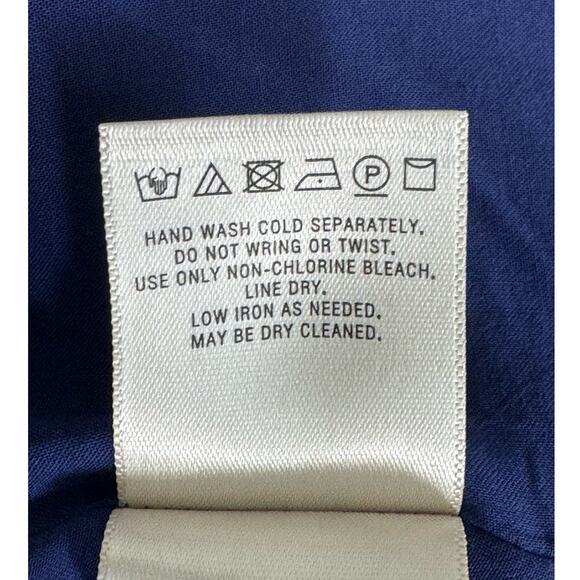 P
HAND WASH COLD SEPARATELY.
DO NOT WRING OR TWIST.
USE ONLY NON-CHLORINE BLEACH.
LINE DRY.
LOW IRON AS NEEDED.
MAY BE DRY CLEANED.